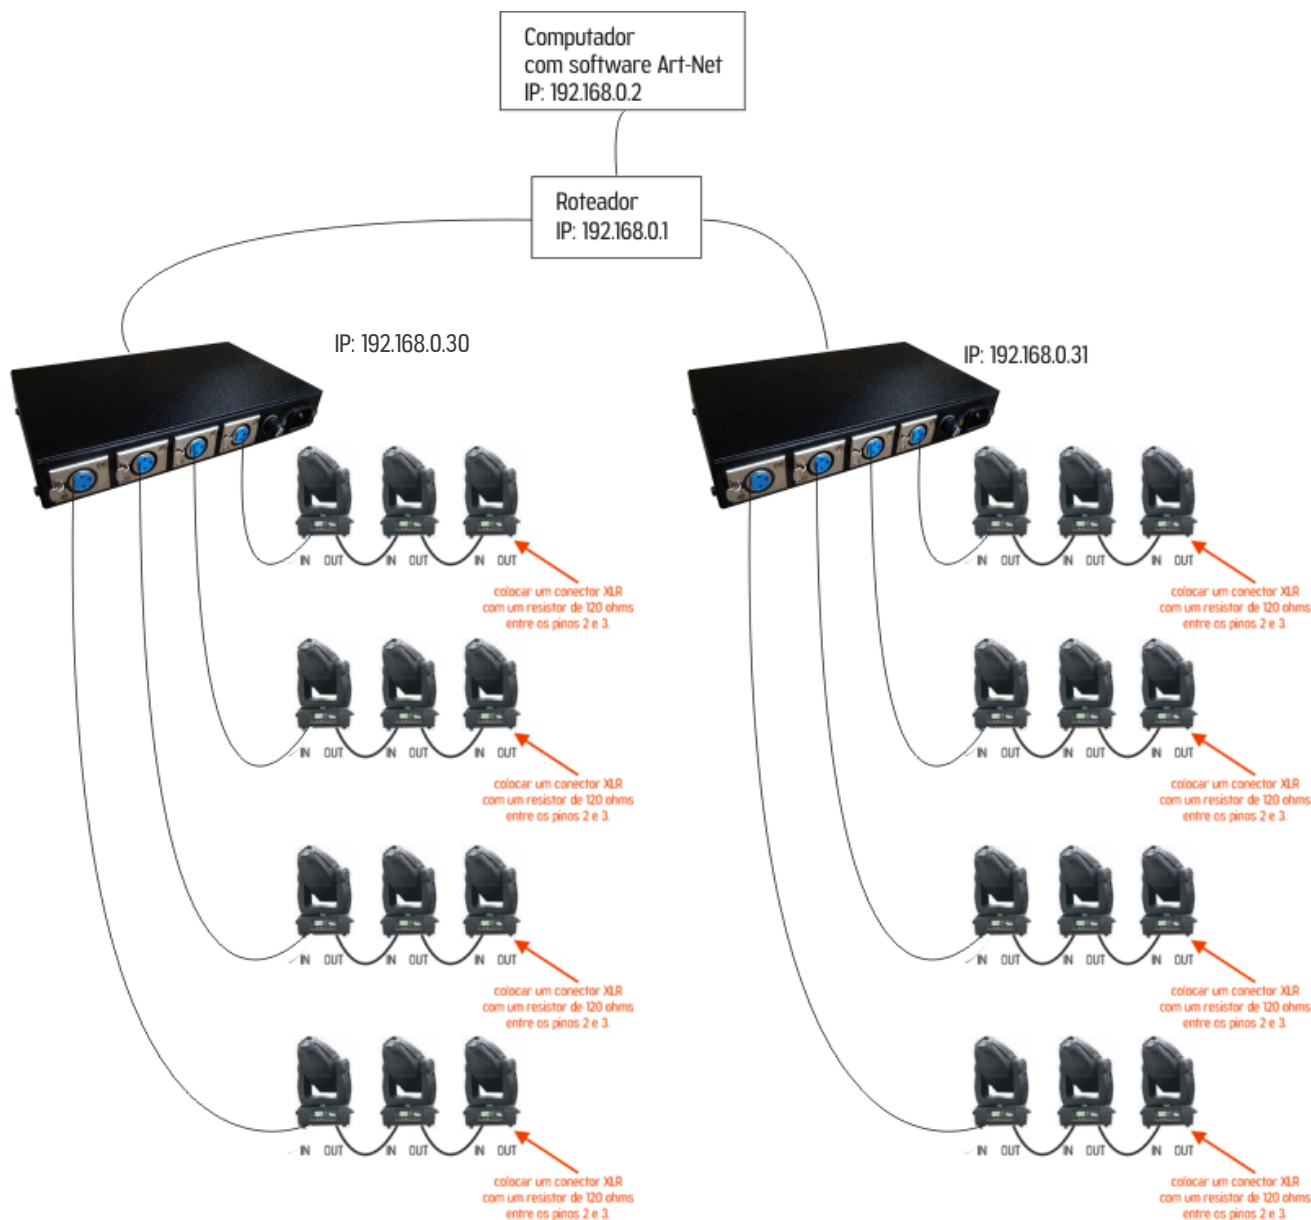 Computador
com software Art-Net
IP: 192.168.0.2
Roteador
IP: 192.168.0.1
IP: 192.168.0.30
IP: 192.168.0.31
IN OUT IN OUT IN OUT
colocar um conector XLR
com um resistor de 120 ohms
entre os pinos 2 e 3.
IN OUT IN OUT IN OUT
colocar um conector XLR
com um resistor de 120 ohms
entre os pinos 2 e 3.
IN OUT IN OUT IN OUT
colocar um conector XLR
com um resistor de 120 ohms
entre os pinos 2 e 3.
IN OUT IN OUT IN OUT
colocar um conector XLR
com um resistor de 120 ohms
entre os pinos 2 e 3.
IN OUT IN OUT IN OUT
colocar um conector XLR
com um resistor de 120 ohms
entre os pinos 2 e 3.
IN OUT IN OUT IN OUT
colocar um conector XLR
com um resistor de 120 ohms
entre os pinos 2 e 3.
IN OUT IN OUT IN OUT
colocar um conector XLR
com um resistor de 120 ohms
entre os pinos 2 e 3.
IN OUT IN OUT IN OUT
colocar um conector XLR
com um resistor de 120 ohms
entre os pinos 2 e 3.